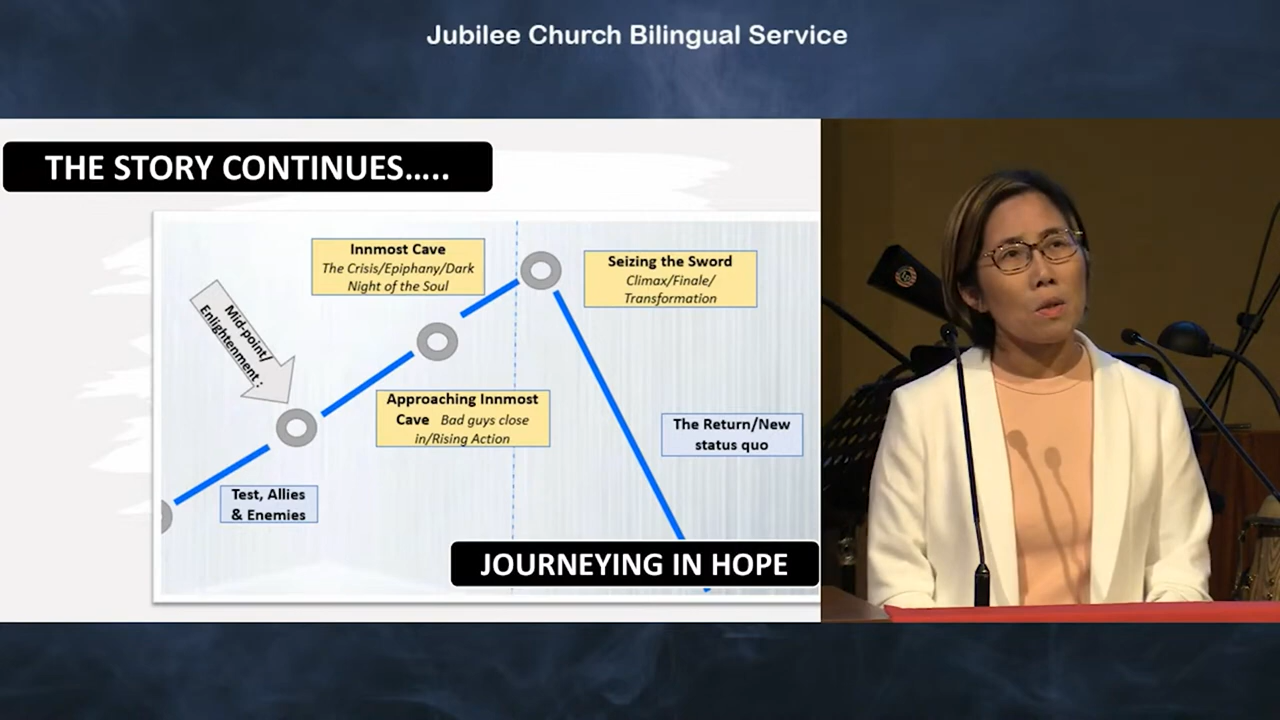 Jubilee Church Bilingual Service
THE STORY CONTINUES.....
Innmost Cave
The Crisis/Epiphany/Dark
Night of the Soul
Seizing the Sword
Climax/Finale/
Transformation
Mid-point/
Enlightenment :
Approaching Innmost
Cave Bad guys close
in/Rising Action
The Return/New
status quo
Test, Allies
& Enemies
JOURNEYING IN HOPE